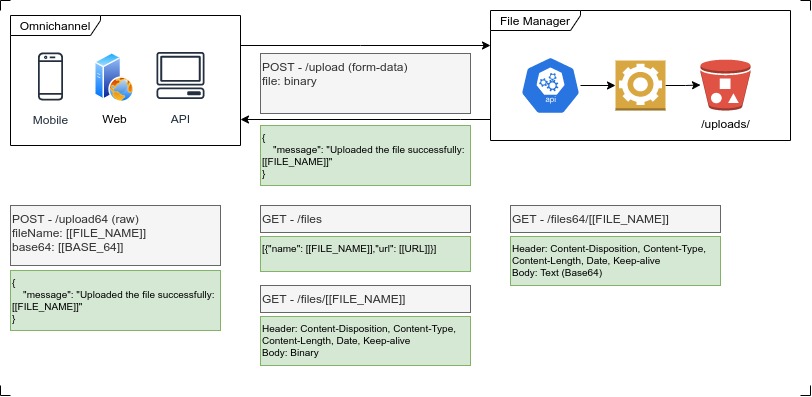 Omnichannel
Mobile
Web
API
File Manager
api
/uploads/
POST - /upload (form-data)
file: binary
{
"message": "Uploaded the file successfully:
[[FILE_NAME]]"
}
POST - /upload64 (raw)
fileName: [[FILE_NAME]]
base64: [[BASE_64]]
{
"message": "Uploaded the file successfully:
[[FILE_NAME]]"
}
GET - /files
[{"name": [[FILE_NAME]],"url": [[URL]]}]
GET - /files/[[FILE_NAME]]
Header: Content-Disposition, Content-Type,
Content-Length, Date, Keep-alive
Body: Binary
GET - /files64/[[FILE_NAME]]
Header: Content-Disposition, Content-Type,
Content-Length, Date, Keep-alive
Body: Text (Base64)